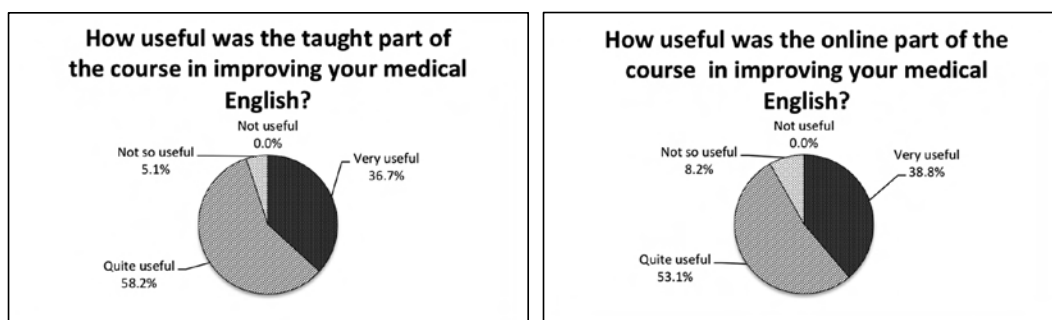 How useful was the taught part of
the course in improving your medical
English?
Not useful
0.0%
Not so useful
5.1%
Very useful
36.7%
Quite useful
58.2%
How useful was the online part of the
course in improving your medical
English?
Not useful
0.0%
Not so useful
8.2%
Very useful
38.8%
Quite useful
53.1%